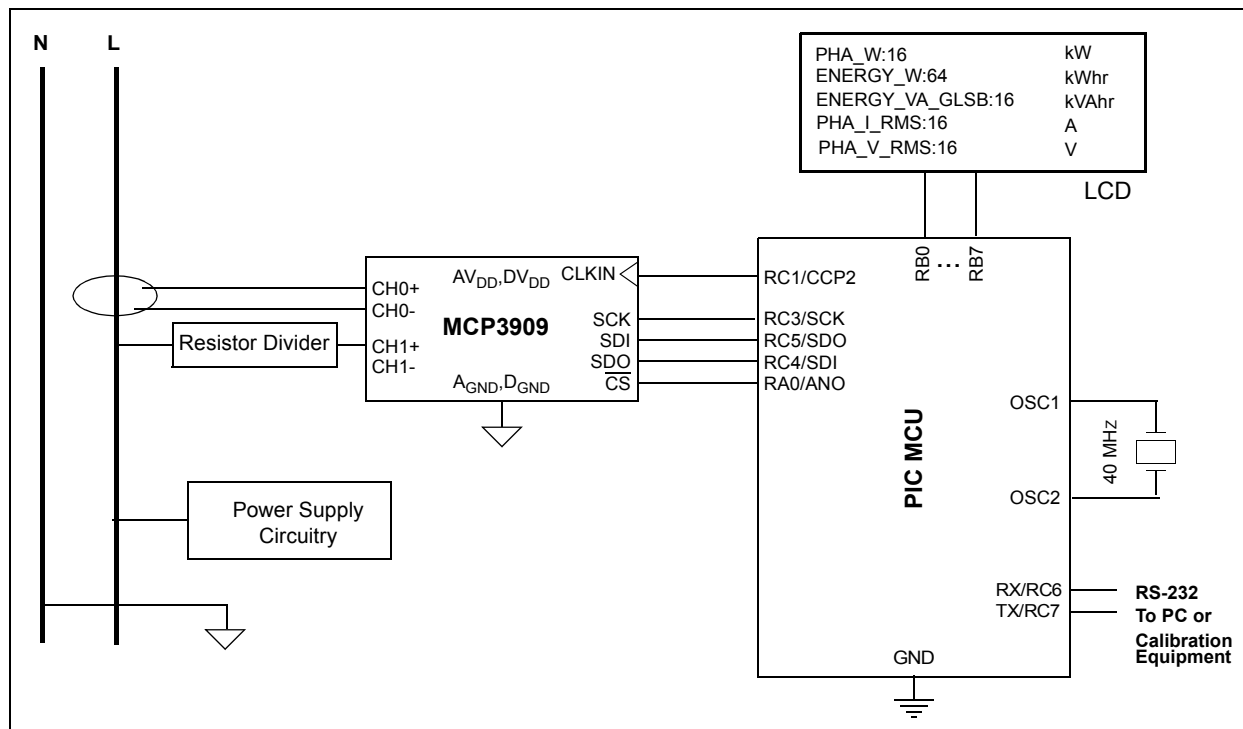 N L
PHA_W:16 kW
ENERGY_W:64 kWhr
ENERGY_VA_GLSB:16 kVAhr
PHA_I_RMS:16 A
PHA_V_RMS:16 V
LCD
RB0 ... RB7
CH0+
CH0-
CH1+
CH1-
AVDD,DVDD
CLKIN
MCP3909
SCK
SDI
SDO
CS
AGND,DGND
Resistor Divider
RC1/CCP2
RC3/SCK
RC5/SDO
RC4/SDI
RA0/ANO
PIC MCU
OSC1
OSC2
40 MHz
Power Supply
Circuitry
RX/RC6
TX/RC7
GND
RS-232
To PC or
Calibration
Equipment